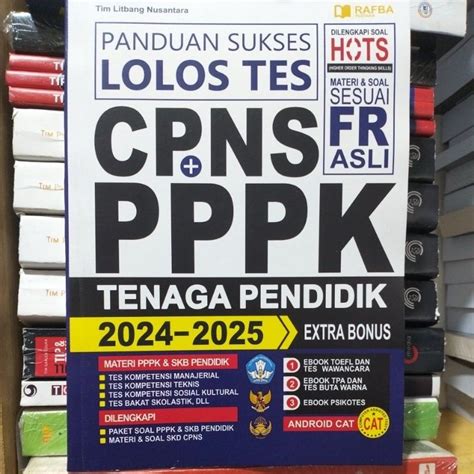 Tim Litbang Nusantara
RAFBA
PANDUAN SUKSES
LOLOS TES
DILENGKAPI SOAL
HOTS
(HIGHER ORDER THINGKING SKILLS)
MATERI & SOAL
SESUAI
FR
ASLI
CPNS
+
PPPK
TENAGA PENDIDIK
2024-2025
EXTRA BONUS
MATERI PPPK & SKB PENDIDIK
TES KOMPETENSI MANAJERIAL
TES KOMPETENSI TEKNIS
TES KOMPETENSI SOSIAL KULTURAL
TES BAKAT SKOLASTIK, DLL
DILENGKAPI
PAKET SOAL PPPK & SKB PENDIDIK
MATERI & SOAL SKD CPNS
1 EBOOK TOEFL DAN
TES WAWANCARA
2 EBOOK TPA DAN
TES BUTA WARNA
3 EBOOK PSIKOTES
ANDROID CAT
CAT